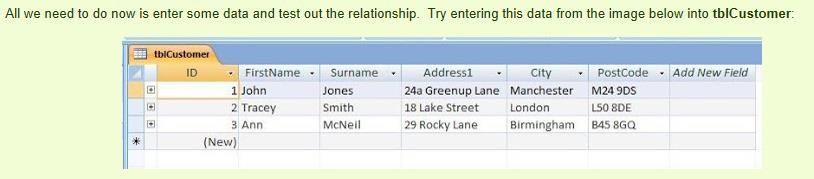 All we need to do now is enter some data and test out the relationship. Try entering this data from the image below into tblCustomer:
tblCustomer
ID FirstName Surname Address1 City PostCode Add New Field
1 John Jones 24a Greenup Lane Manchester M24 9DS
2 Tracey Smith 18 Lake Street London L50 8DE
3 Ann McNeil 29 Rocky Lane Birmingham B45 8GQ
* (New)